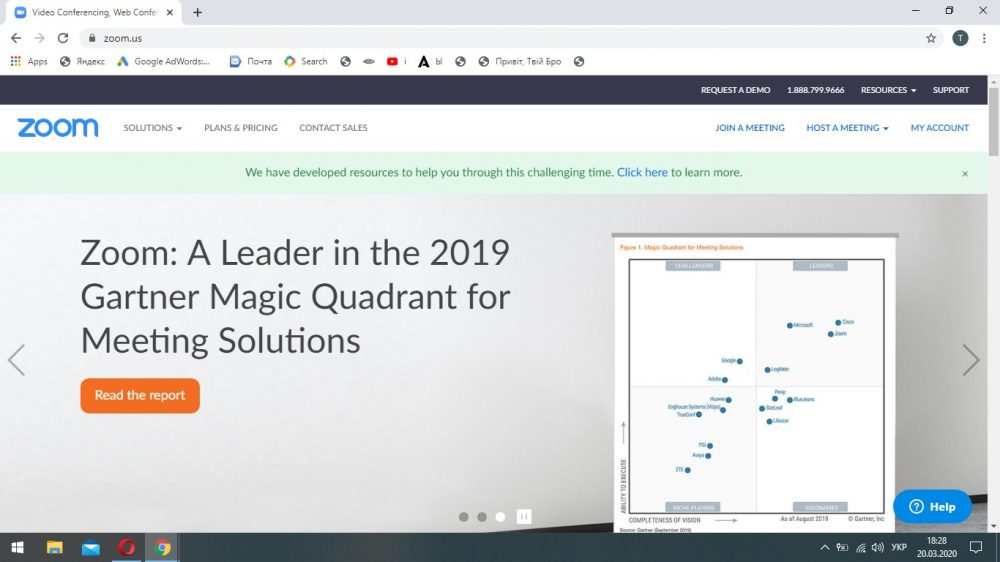 Video Conferencing, Web Confer
zoom.us
T
Apps
Яндекс
Google AdWords:...
Почта
Search
і
Ы
Привіт, Твій Бро
REQUEST A DEMO 1.888.799.9666 RESOURCES SUPPORT
zoom SOLUTIONS PLANS & PRICING CONTACT SALES JOIN A MEETING HOST A MEETING MY ACCOUNT
We have developed resources to help you through this challenging time. Click here to learn more.
Zoom: A Leader in the 2019
Gartner Magic Quadrant for
Meeting Solutions
Read the report
Figure 1. Magic Quadrant for Meeting Solutions
CHALLENGERS LEADERS
Microsoft
Cisco
Zoom
Google
LogMeIn
Adobe
Pexip
Huawei
BlueJeans
Enghouse Systems (Vidyo)
StarLeaf
TrueConf
Lifesize
PGi
Avaya
ZTE
NICHE PLAYERS VISIONARIES
ABILITY TO EXECUTE
COMPLETENESS OF VISION
As of August 2019 © Gartner, Inc
Source: Gartner (September 2019)
Help
УКР
18:28
20.03.2020